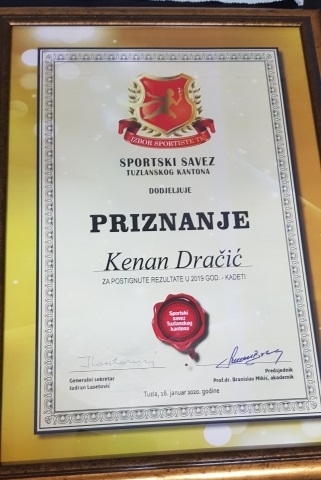 IZBOR SPORTISTE TK
SPORTSKI SAVEZ
TUZLANSKOG KANTONA
DODJELJUJE
PRIZNANJE
Kenan Dračić
ZA POSTIGNUTE REZULTATE U 2019 GOD. - KADETI
Sportski
savez
Tuzlanskog
kantona
Generalni sekretar
Predsjednik
Prof.dr. Branislav Mikić, akademik
Tuzla, 16. januar 2020. godine